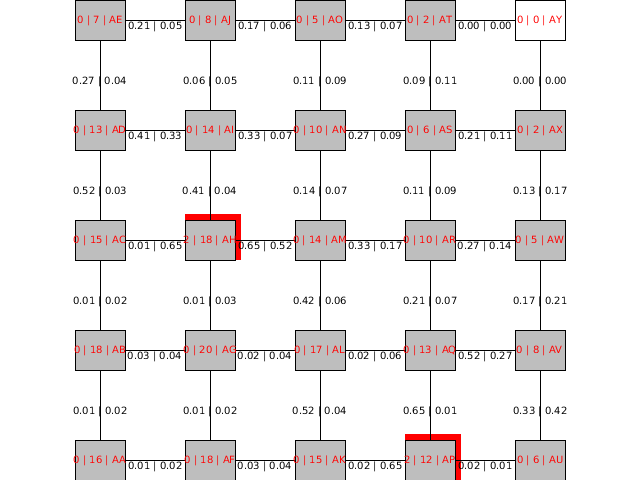 0 | 7 | AE 0.21 | 0.05 0 | 8 | AJ 0.17 | 0.06 0 | 5 | AO 0.13 | 0.07 0 | 2 | AT 0.00 | 0.00 0 | 0 | AY
0.27 | 0.04 0.06 | 0.05 0.11 | 0.09 0.09 | 0.11 0.00 | 0.00
0 | 13 | AD 0.41 | 0.33 0 | 14 | AI 0.33 | 0.07 0 | 10 | AN 0.27 | 0.09 0 | 6 | AS 0.21 | 0.11 0 | 2 | AX
0.52 | 0.03 0.41 | 0.04 0.14 | 0.07 0.11 | 0.09 0.13 | 0.17
0 | 15 | AC 0.01 | 0.65 2 | 18 | AH 0.65 | 0.52 0 | 14 | AM 0.33 | 0.17 0 | 10 | AR 0.27 | 0.14 0 | 5 | AW
0.01 | 0.02 0.01 | 0.03 0.42 | 0.06 0.21 | 0.07 0.17 | 0.21
0 | 18 | AB 0.03 | 0.04 0 | 20 | AG 0.02 | 0.04 0 | 17 | AL 0.02 | 0.06 0 | 13 | AQ 0.52 | 0.27 0 | 8 | AV
0.01 | 0.02 0.01 | 0.02 0.52 | 0.04 0.65 | 0.01 0.33 | 0.42
0 | 16 | AA 0.01 | 0.02 0 | 18 | AF 0.03 | 0.04 0 | 15 | AK 0.02 | 0.65 2 | 12 | AP 0.02 | 0.01 0 | 6 | AU